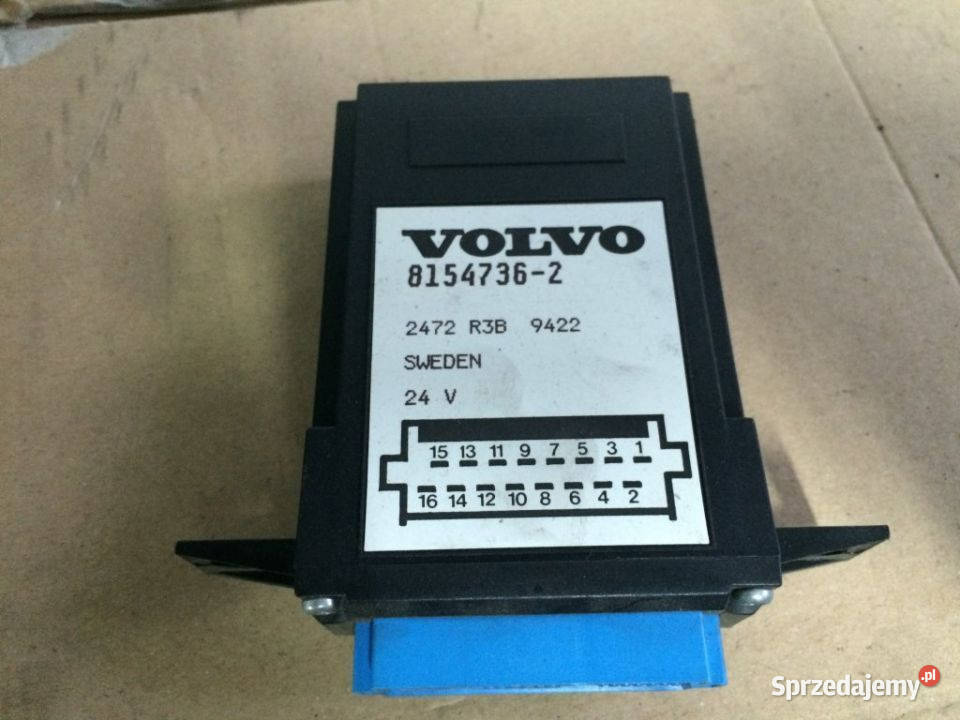 VOLVO
8154736-2
2472 R3B 9422
SWEDEN
24 V
15 13 11 9 7 5 3 1
16 14 12 10 8 6 4 2
Sprzedajemy.pl